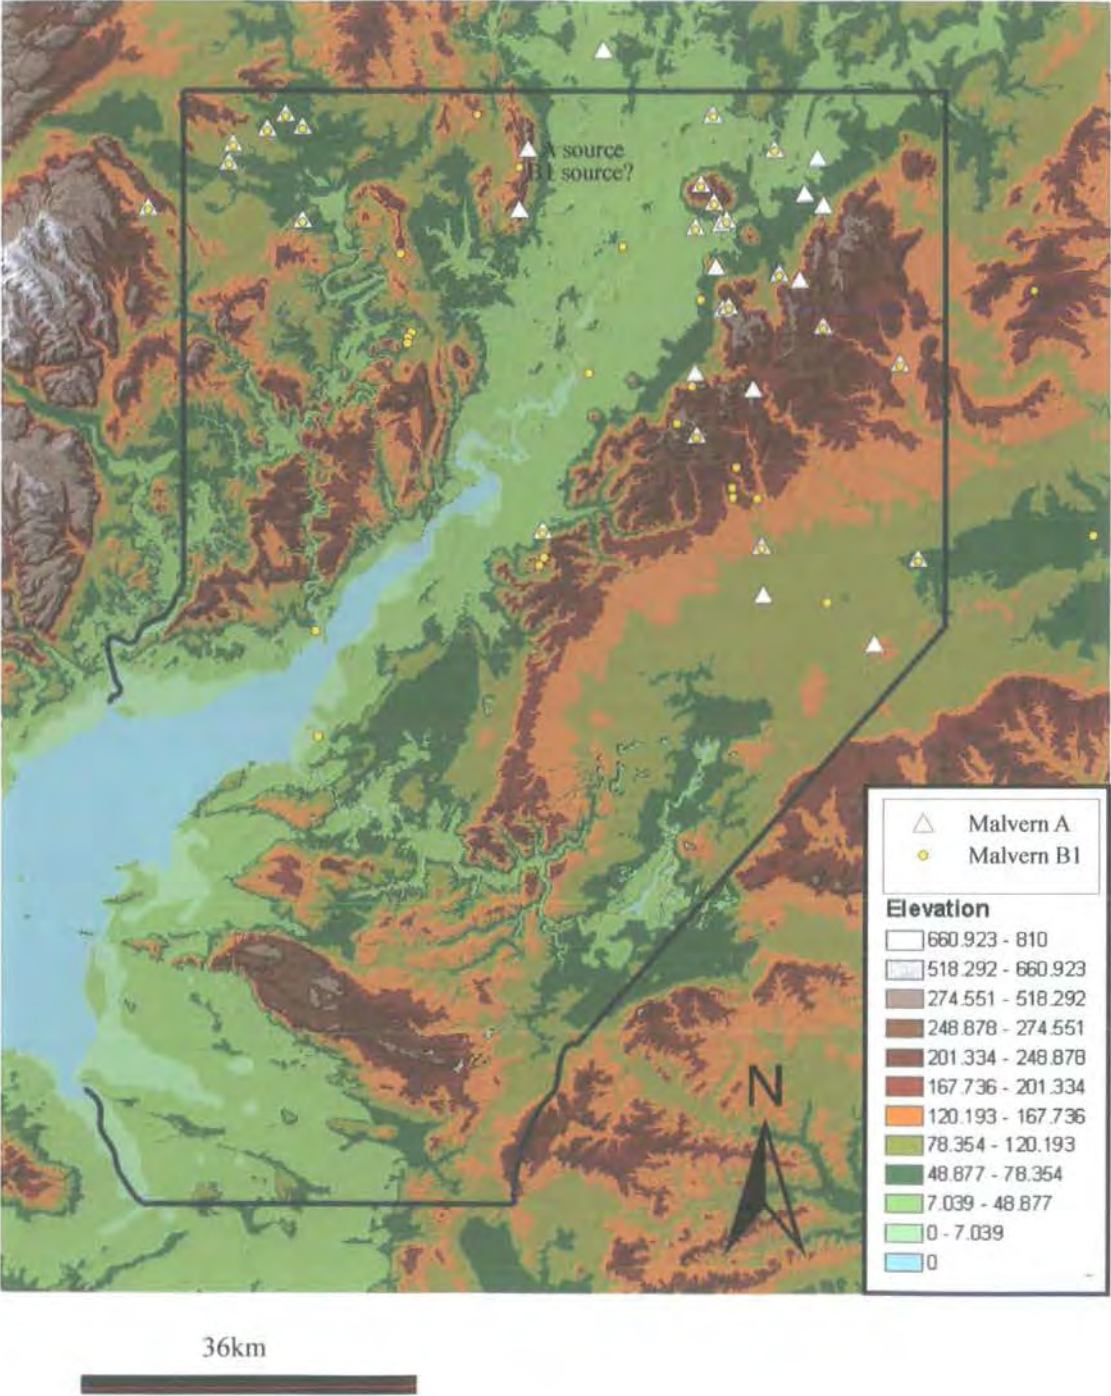 A source
B1 source?
Malvern A
Malvern B1
Elevation
660.923 - 810
518.292 - 660.923
274.551 - 518.292
248.878 - 274.551
201.334 - 248.878
167.736 - 201.334
120.193 - 167.736
78.354 - 120.193
48.877 - 78.354
7.039 - 48.877
0 - 7.039
0
N
36km